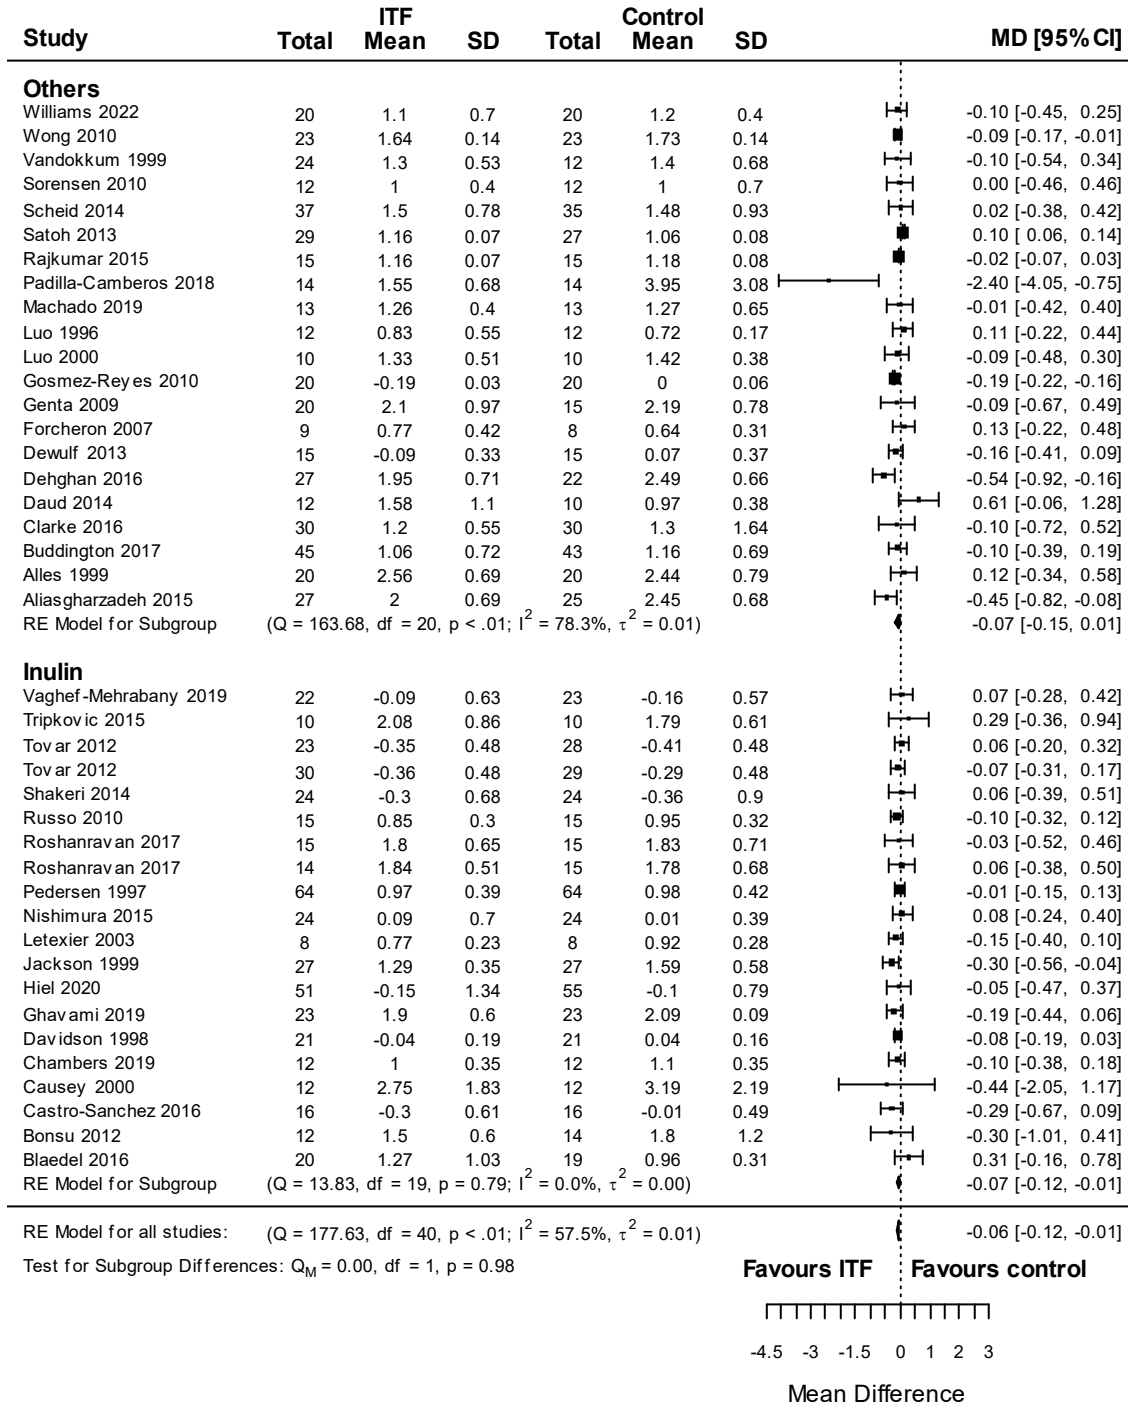 ITF Control
Study Total Mean SD Total Mean SD MD [95% CI]
Others
Williams 2022 20 1.1 0.7 20 1.2 0.4 -0.10 [-0.45, 0.25]
Wong 2010 23 1.64 0.14 23 1.73 0.14 -0.09 [-0.17, -0.01]
Vandokkum 1999 24 1.3 0.53 12 1.4 0.68 -0.10 [-0.54, 0.34]
Sorensen 2010 12 1 0.4 12 1 0.7 0.00 [-0.46, 0.46]
Scheid 2014 37 1.5 0.78 35 1.48 0.93 0.02 [-0.38, 0.42]
Satoh 2013 29 1.16 0.07 27 1.06 0.08 0.10 [ 0.06, 0.14]
Rajkumar 2015 15 1.16 0.07 15 1.18 0.08 -0.02 [-0.07, 0.03]
Padilla-Camberos 2018 14 1.55 0.68 14 3.95 3.08 -2.40 [-4.05, -0.75]
Machado 2019 13 1.26 0.4 13 1.27 0.65 -0.01 [-0.42, 0.40]
Luo 1996 12 0.83 0.55 12 0.72 0.17 0.11 [-0.22, 0.44]
Luo 2000 10 1.33 0.51 10 1.42 0.38 -0.09 [-0.48, 0.30]
Gosmez-Reyes 2010 20 -0.19 0.03 20 0 0.06 -0.19 [-0.22, -0.16]
Genta 2009 20 2.1 0.97 15 2.19 0.78 -0.09 [-0.67, 0.49]
Forcheron 2007 9 0.77 0.42 8 0.64 0.31 0.13 [-0.22, 0.48]
Dewulf 2013 15 -0.09 0.33 15 0.07 0.37 -0.16 [-0.41, 0.09]
Dehghan 2016 27 1.95 0.71 22 2.49 0.66 -0.54 [-0.92, -0.16]
Daud 2014 12 1.58 1.1 10 0.97 0.38 0.61 [-0.06, 1.28]
Clarke 2016 30 1.2 0.55 30 1.3 1.64 -0.10 [-0.72, 0.52]
Buddington 2017 45 1.06 0.72 43 1.16 0.69 -0.10 [-0.39, 0.19]
Alles 1999 20 2.56 0.69 20 2.44 0.79 0.12 [-0.34, 0.58]
Aliasgharzadeh 2015 27 2 0.69 25 2.45 0.68 -0.45 [-0.82, -0.08]
RE Model for Subgroup (Q = 163.68, df = 20, p < .01; I² = 78.3%, τ² = 0.01) -0.07 [-0.15, 0.01]
Inulin
Vaghef-Mehrabany 2019 22 -0.09 0.63 23 -0.16 0.57 0.07 [-0.28, 0.42]
Tripkovic 2015 10 2.08 0.86 10 1.79 0.61 0.29 [-0.36, 0.94]
Tovar 2012 23 -0.35 0.48 28 -0.41 0.48 0.06 [-0.20, 0.32]
Tovar 2012 30 -0.36 0.48 29 -0.29 0.48 -0.07 [-0.31, 0.17]
Shakeri 2014 24 -0.3 0.68 24 -0.36 0.9 0.06 [-0.39, 0.51]
Russo 2010 15 0.85 0.3 15 0.95 0.32 -0.10 [-0.32, 0.12]
Roshanravan 2017 15 1.8 0.65 15 1.83 0.71 -0.03 [-0.52, 0.46]
Roshanravan 2017 14 1.84 0.51 15 1.78 0.68 0.06 [-0.38, 0.50]
Pedersen 1997 64 0.97 0.39 64 0.98 0.42 -0.01 [-0.15, 0.13]
Nishimura 2015 24 0.09 0.7 24 0.01 0.39 0.08 [-0.24, 0.40]
Letexier 2003 8 0.77 0.23 8 0.92 0.28 -0.15 [-0.40, 0.10]
Jackson 1999 27 1.29 0.35 27 1.59 0.58 -0.30 [-0.56, -0.04]
Hiel 2020 51 -0.15 1.34 55 -0.1 0.79 -0.05 [-0.47, 0.37]
Ghavami 2019 23 1.9 0.6 23 2.09 0.09 -0.19 [-0.44, 0.06]
Davidson 1998 21 -0.04 0.19 21 0.04 0.16 -0.08 [-0.19, 0.03]
Chambers 2019 12 1 0.35 12 1.1 0.35 -0.10 [-0.38, 0.18]
Causey 2000 12 2.75 1.83 12 3.19 2.19 -0.44 [-2.05, 1.17]
Castro-Sanchez 2016 16 -0.3 0.61 16 -0.01 0.49 -0.29 [-0.67, 0.09]
Bonsu 2012 12 1.5 0.6 14 1.8 1.2 -0.30 [-1.01, 0.41]
Blaedel 2016 20 1.27 1.03 19 0.96 0.31 0.31 [-0.16, 0.78]
RE Model for Subgroup (Q = 13.83, df = 19, p = 0.79; I² = 0.0%, τ² = 0.00) -0.07 [-0.12, -0.01]
RE Model for all studies: (Q = 177.63, df = 40, p < .01; I² = 57.5%, τ² = 0.01) -0.06 [-0.12, -0.01]
Test for Subgroup Differences: Q_M = 0.00, df = 1, p = 0.98
Favours ITF Favours control
-4.5 -3 -1.5 0 1 2 3
Mean Difference